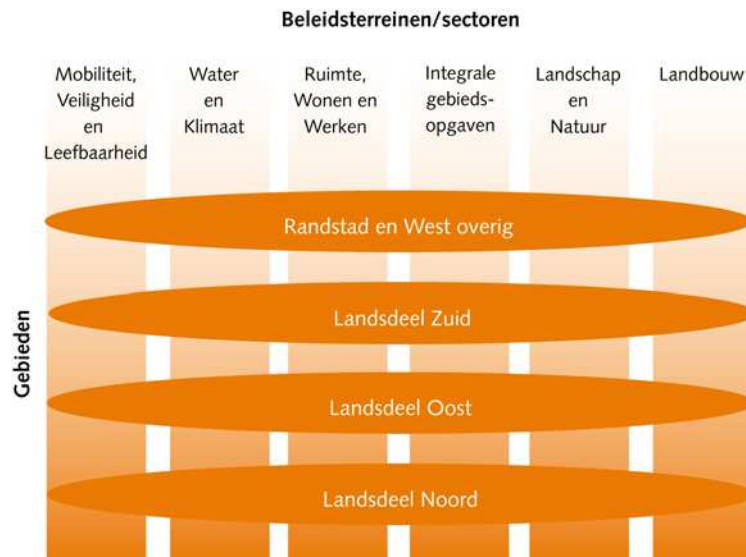 Beleidsterreinen/sectoren
Mobiliteit,
Veiligheid
en
Leefbaarheid
Water
en
Klimaat
Ruimte,
Wonen en
Werken
Integrale
gebieds-
opgaven
Landschap
en
Natuur
Landbouw
Gebieden
Randstad en West overig
Landsdeel Zuid
Landsdeel Oost
Landsdeel Noord